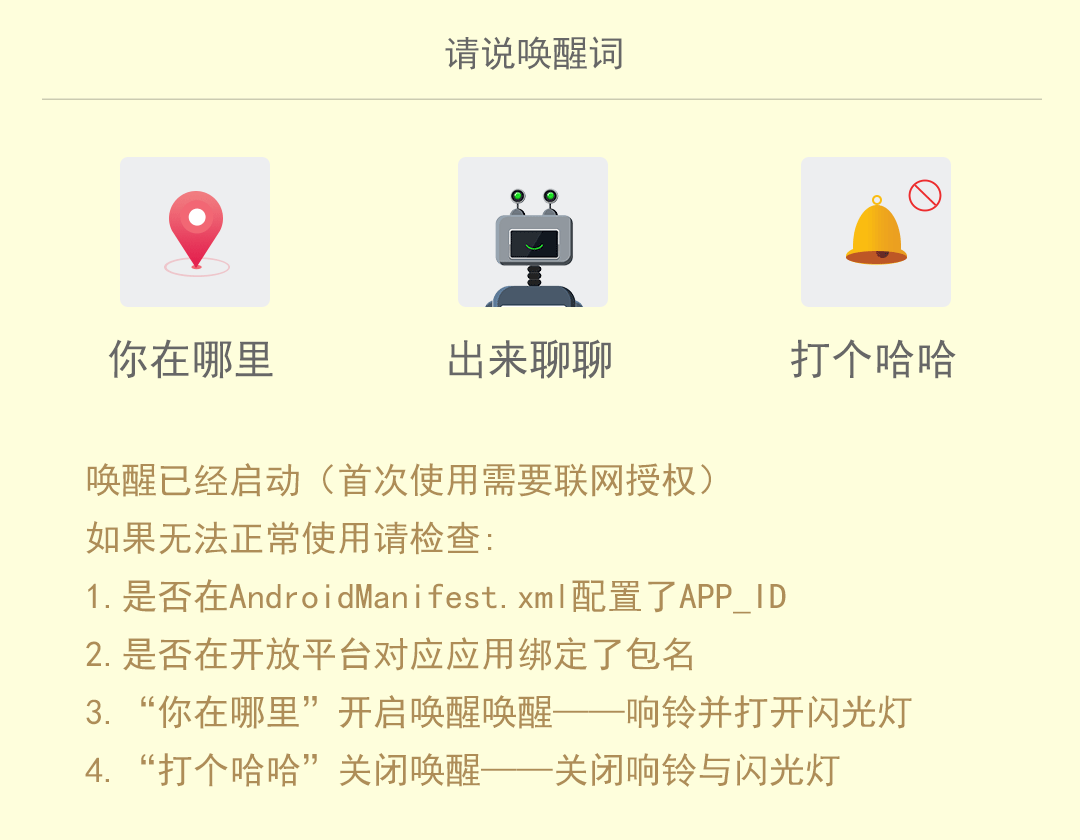 请说唤醒词
你在哪里
出来聊聊
打个哈哈
唤醒已经启动（首次使用需要联网授权）
如果无法正常使用请检查:
1.是否在AndroidManifest.xml配置了APP_ID
2.是否在开放平台对应应用绑定了包名
3.“你在哪里”开启唤醒唤醒——响铃并打开闪光灯
4.“打个哈哈”关闭唤醒——关闭响铃与闪光灯